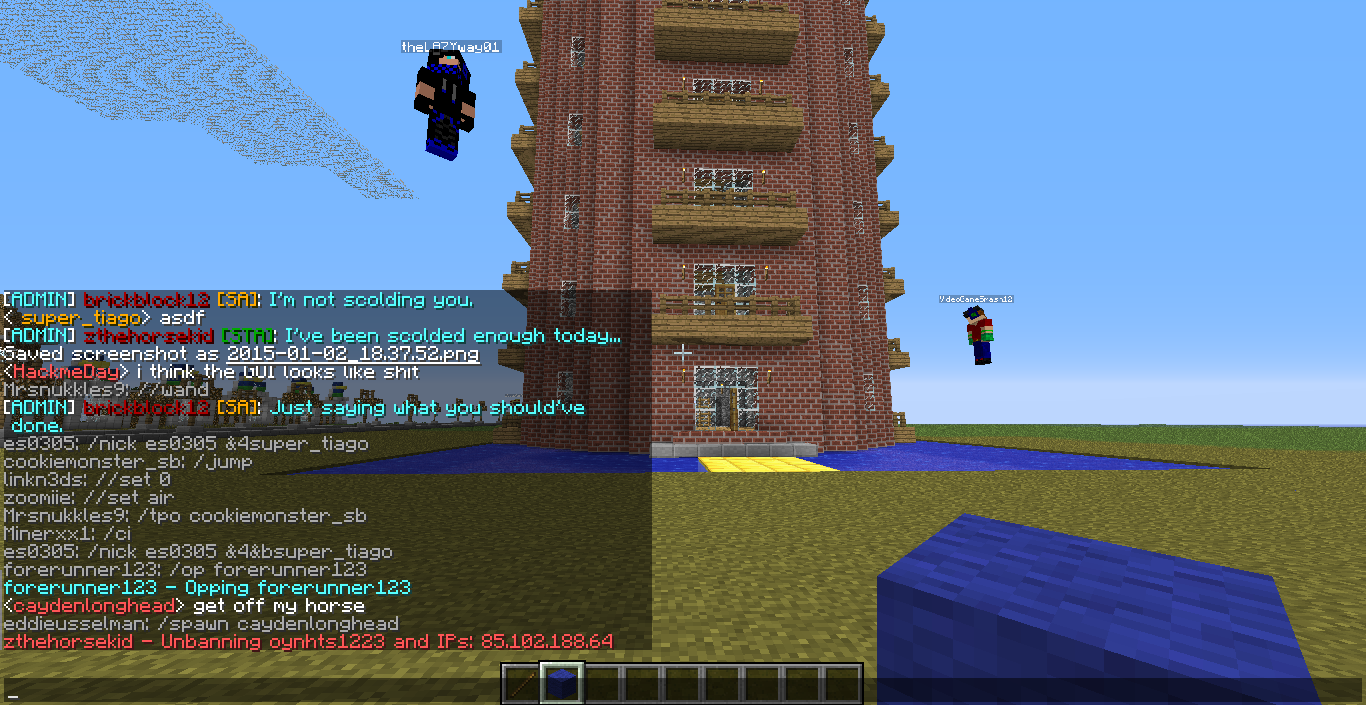 theLAZYway01
VideoGameSmash12
[ADMIN] brickblock12 [SA]: I'm not scolding you.
< super_tiago> asdf
[ADMIN] zthehorsekid [STA]: I've been scolded enough today...
Saved screenshot as 2015-01-02_18.37.52.png
<HackmeDay> i think the GUI looks like shit
Mrsnukkles9: //wand
[ADMIN] brickblock12 [SA]: Just saying what you should've
done.
es0305: /nick es0305 &4super_tiago
cookiemonster_sb: /jump
linkn3ds: //set 0
zoomiie: //set air
Mrsnukkles9: /tpo cookiemonster_sb
Minerxx1: /ci
es0305: /nick es0305 &4&bsuper_tiago
forerunner123: /op forerunner123
forerunner123 - Opping forerunner123
<caydenlonghead> get off my horse
eddieusselman: /spawn caydenlonghead
zthehorsekid - Unbanning oynhts1223 and IPs: 85.102.188.64
_